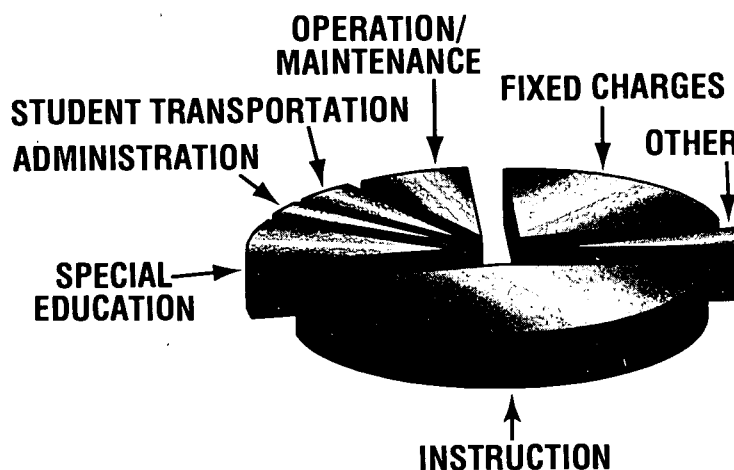 OPERATION/
MAINTENANCE
FIXED CHARGES
STUDENT TRANSPORTATION
OTHER
ADMINISTRATION
SPECIAL
EDUCATION
INSTRUCTION